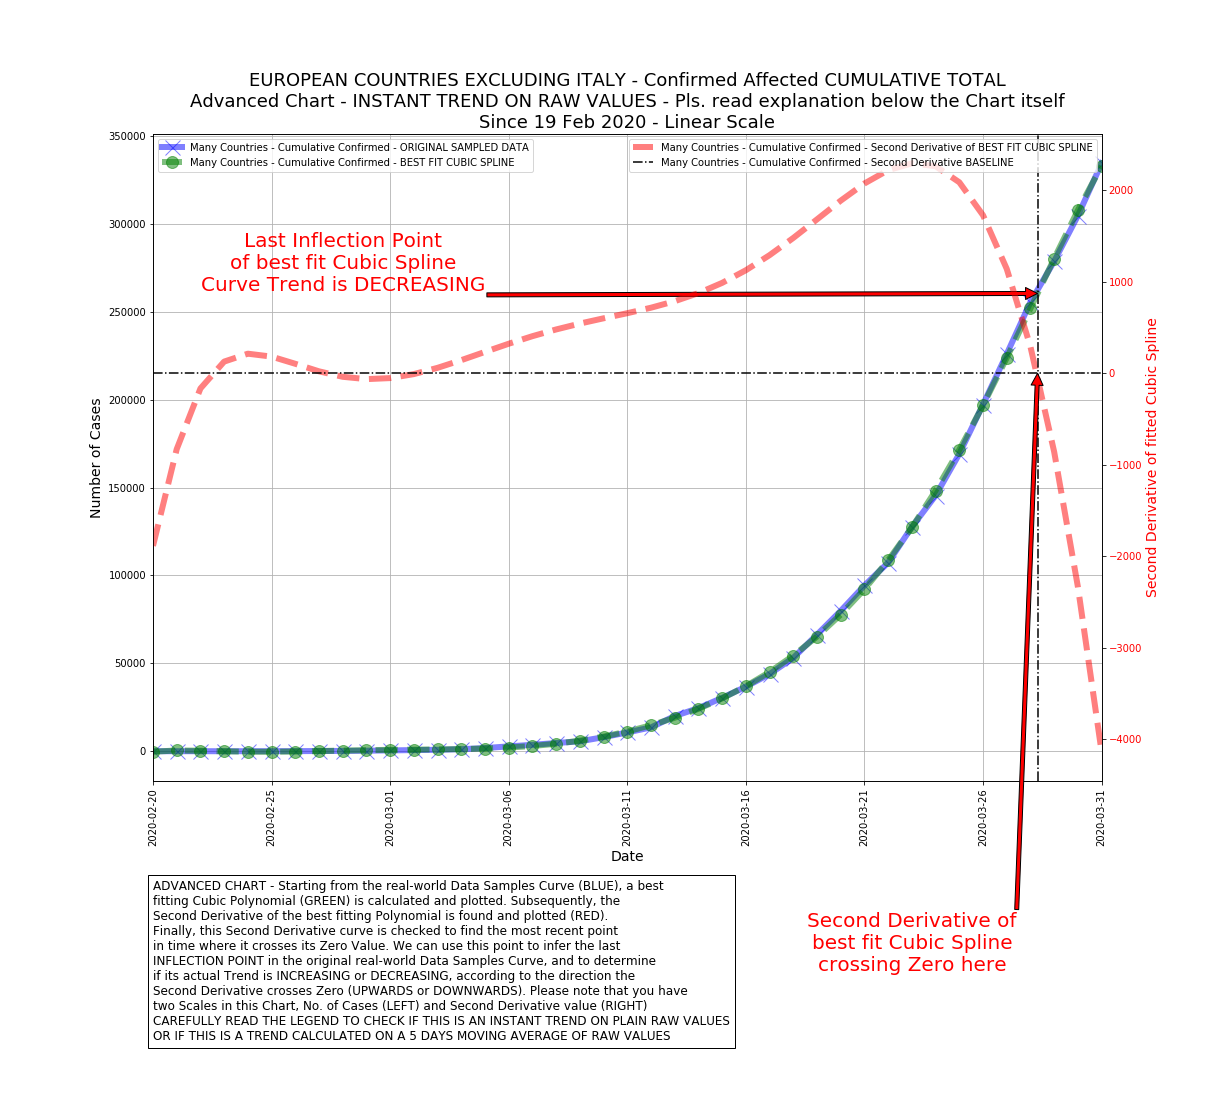 EUROPEAN COUNTRIES EXCLUDING ITALY - Confirmed Affected CUMULATIVE TOTAL
Advanced Chart - INSTANT TREND ON RAW VALUES - Pls. read explanation below the Chart itself
Since 19 Feb 2020 - Linear Scale
Many Countries - Cumulative Confirmed - ORIGINAL SAMPLED DATA
Many Countries - Cumulative Confirmed - BEST FIT CUBIC SPLINE
Many Countries - Cumulative Confirmed - Second Derivative of BEST FIT CUBIC SPLINE
Many Countries - Cumulative Confirmed - Second Derivative BASELINE
350000
300000
250000
200000
150000
100000
50000
0
Number of Cases
Last Inflection Point
of best fit Cubic Spline
Curve Trend is DECREASING
2000
1000
0
−1000
−2000
−3000
−4000
Second Derivative of fitted Cubic Spline
2020-02-20
2020-02-25
2020-03-01
2020-03-06
2020-03-11
2020-03-16
2020-03-21
2020-03-26
2020-03-31
Date
Second Derivative of
best fit Cubic Spline
crossing Zero here
ADVANCED CHART - Starting from the real-world Data Samples Curve (BLUE), a best
fitting Cubic Polynomial (GREEN) is calculated and plotted. Subsequently, the
Second Derivative of the best fitting Polynomial is found and plotted (RED).
Finally, this Second Derivative curve is checked to find the most recent point
in time where it crosses its Zero Value. We can use this point to infer the last
INFLECTION POINT in the original real-world Data Samples Curve, and to determine
if its actual Trend is INCREASING or DECREASING, according to the direction the
Second Derivative crosses Zero (UPWARDS or DOWNWARDS). Please note that you have
two Scales in this Chart, No. of Cases (LEFT) and Second Derivative value (RIGHT)
CAREFULLY READ THE LEGEND TO CHECK IF THIS IS AN INSTANT TREND ON PLAIN RAW VALUES
OR IF THIS IS A TREND CALCULATED ON A 5 DAYS MOVING AVERAGE OF RAW VALUES